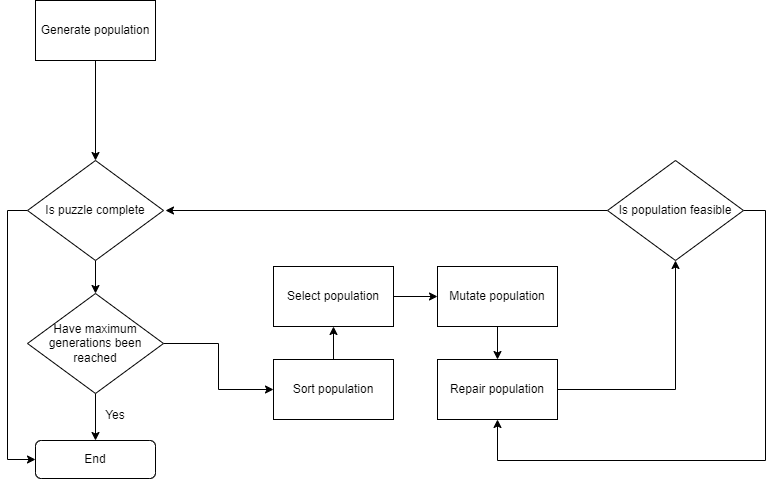 Generate population
Is puzzle complete
Is population feasible
Select population
Mutate population
Have maximum
generations been
reached
Sort population
Repair population
Yes
End